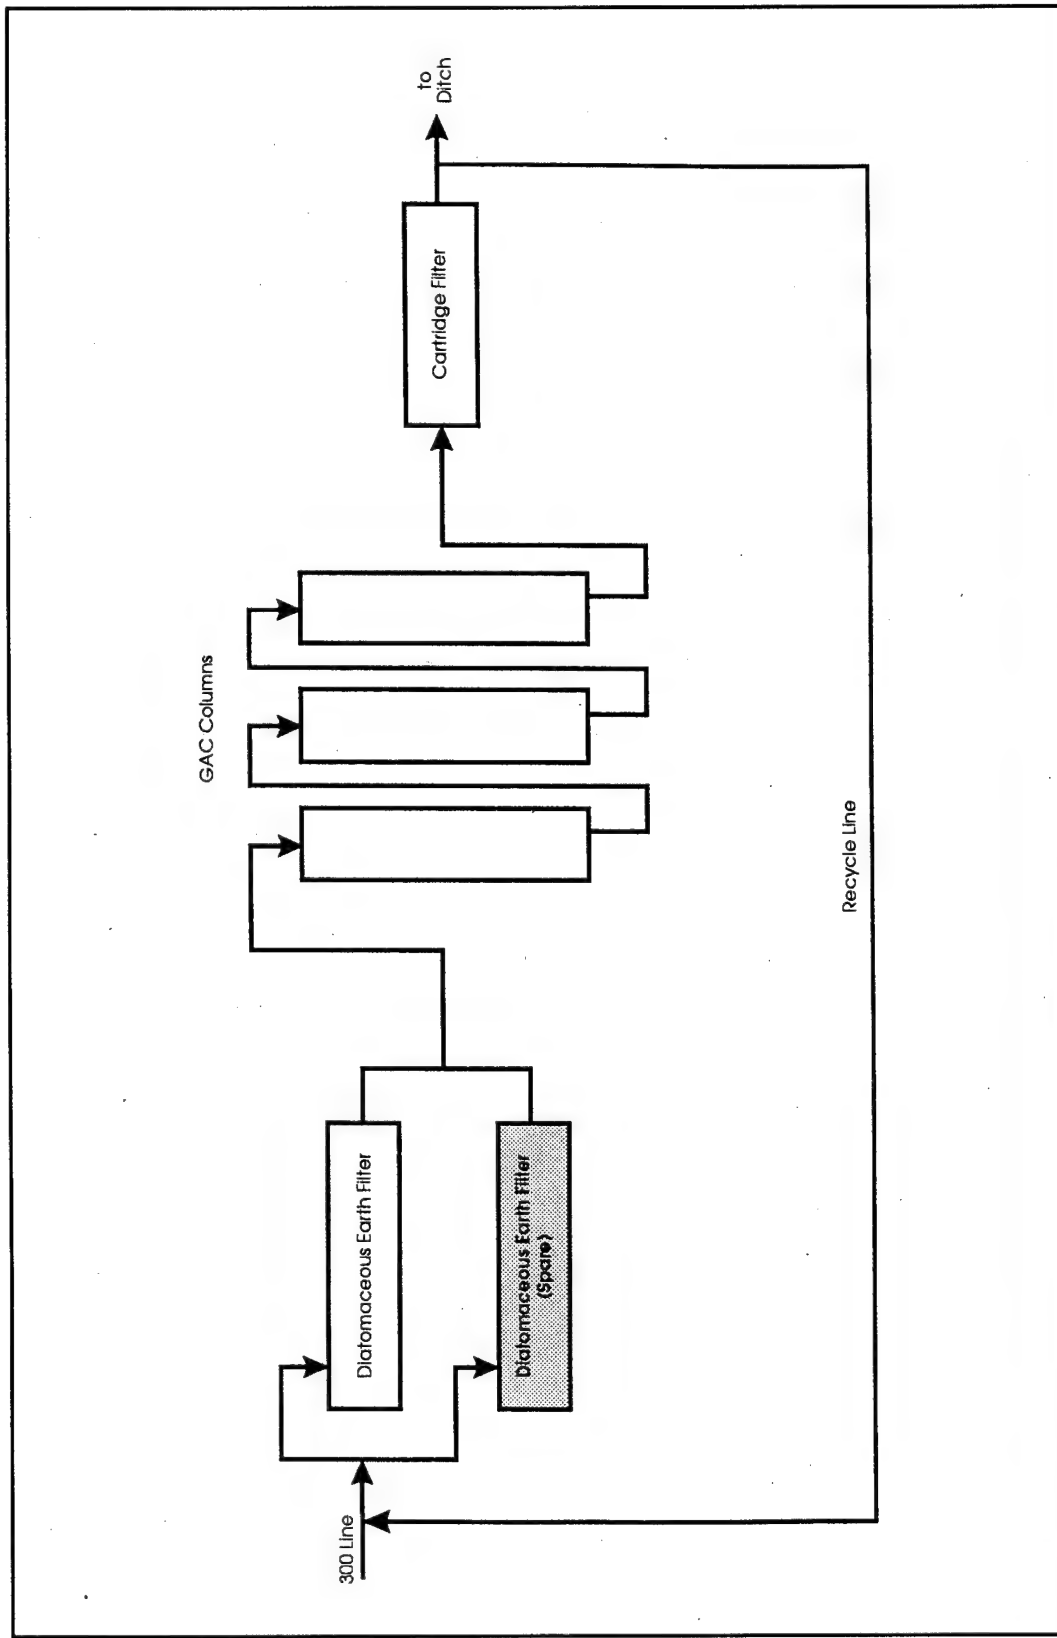 300 Line
Diatomaceous Earth Filter
Diatomaceous Earth Filter
(Spare)
GAC Columns
Cartridge Filter
to
Ditch
Recycle Line